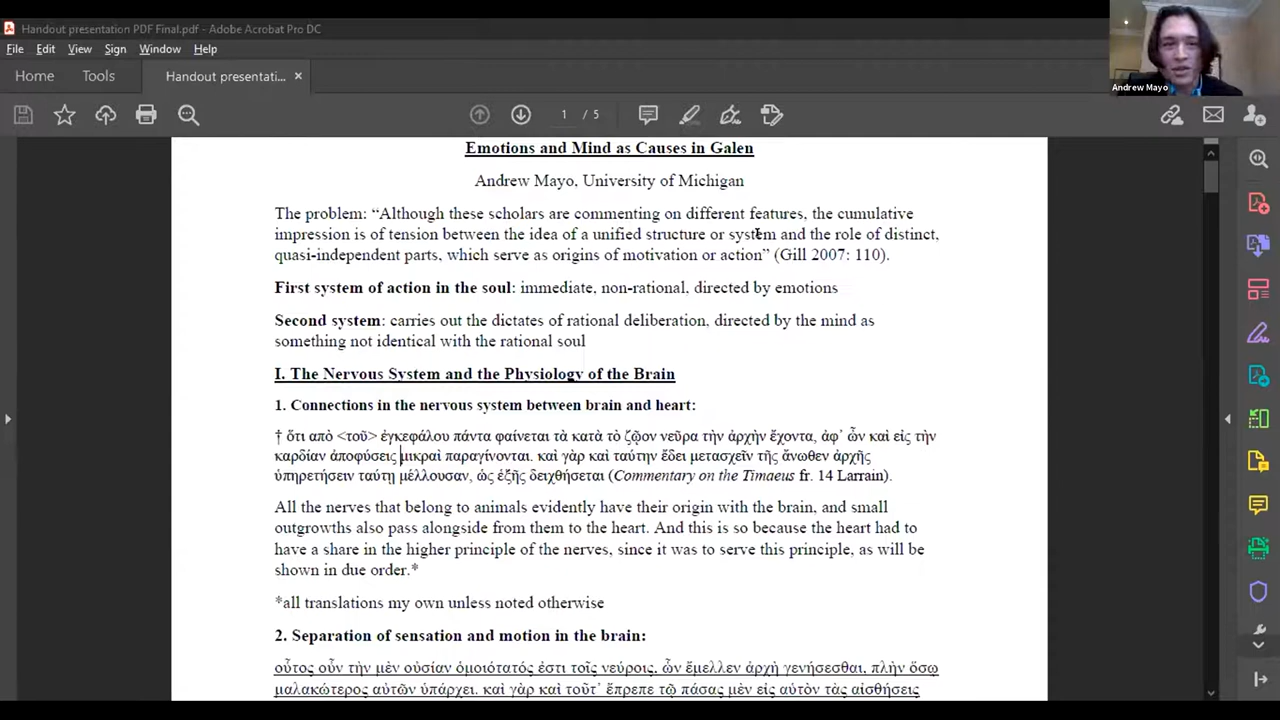 Handout presentation PDF Final.pdf - Adobe Acrobat Pro DC
File Edit View Sign Window Help
Home Tools Handout presentati... ×
1 / 5
Andrew Mayo
Emotions and Mind as Causes in Galen
Andrew Mayo, University of Michigan
The problem: “Although these scholars are commenting on different features, the cumulative
impression is of tension between the idea of a unified structure or system and the role of distinct,
quasi-independent parts, which serve as origins of motivation or action” (Gill 2007: 110).
First system of action in the soul: immediate, non-rational, directed by emotions
Second system: carries out the dictates of rational deliberation, directed by the mind as
something not identical with the rational soul
I. The Nervous System and the Physiology of the Brain
1. Connections in the nervous system between brain and heart:
† ὅτι απὸ <τοῦ> ἐγκεφάλου πάντα φαίνεται τὰ κατὰ τὸ ζῷον νεῦρα τὴν ἀρχὴν ἔχοντα, ἀφ’ ὧν καὶ εἰς τὴν
καρδίαν ἀποφύσεις μικραὶ παραγίνονται. καὶ γὰρ καὶ ταύτην ἔδει μετασχεῖν τῆς ἄνωθεν ἀρχῆς
ὑπηρετήσειν ταύτῃ μέλλουσαν, ὡς ἑξῆς δειχθήσεται (Commentary on the Timaeus fr. 14 Larrain).
All the nerves that belong to animals evidently have their origin with the brain, and small
outgrowths also pass alongside from them to the heart. And this is so because the heart had to
have a share in the higher principle of the nerves, since it was to serve this principle, as will be
shown in due order.*
*all translations my own unless noted otherwise
2. Separation of sensation and motion in the brain:
οὗτος οὖν τὴν μὲν οὐσίαν ὁμοιότατός ἐστι τοῖς νεύροις, ὧν ἔμελλεν ἀρχὴ γενήσεσθαι, πλὴν ὅσῳ
μαλακώτερος αὐτῶν ὑπάρχει. καὶ γὰρ καὶ τοῦτ’ ἔπρεπε τῷ πάσας μὲν εἰς αὑτὸν τὰς αἰσθήσεις